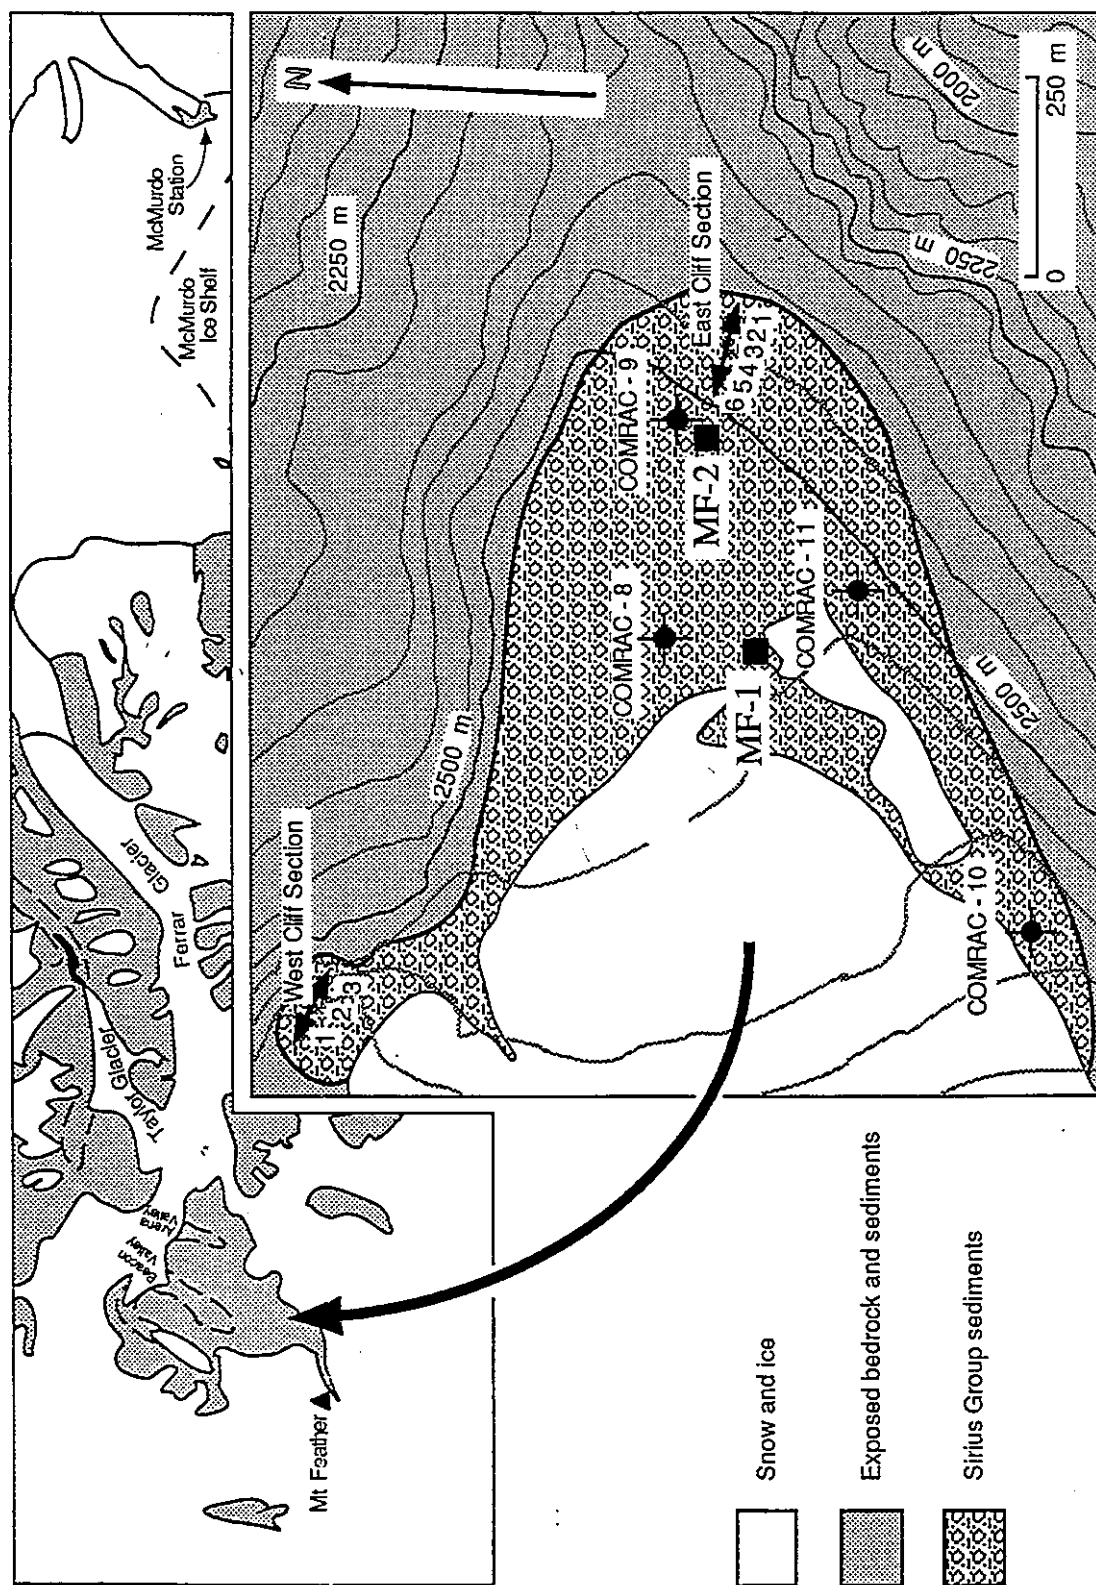 McMurdo
Station
McMurdo
Ice Shelf
Ferrar
Glacier
Taylor Glacier
Arena
Valley
Beacon
Valley
Mt Feather
N
2250 m
2000 m
2250 m
0
250 m
2500 m
2500 m
West Cliff Section
1 2 3
East Cliff Section
6 5 4 3 2 1
COMRAC - 9
MF-2
COMRAC - 8
MF-1
COMRAC - 11
COMRAC - 10
Snow and ice
Exposed bedrock and sediments
Sirius Group sediments